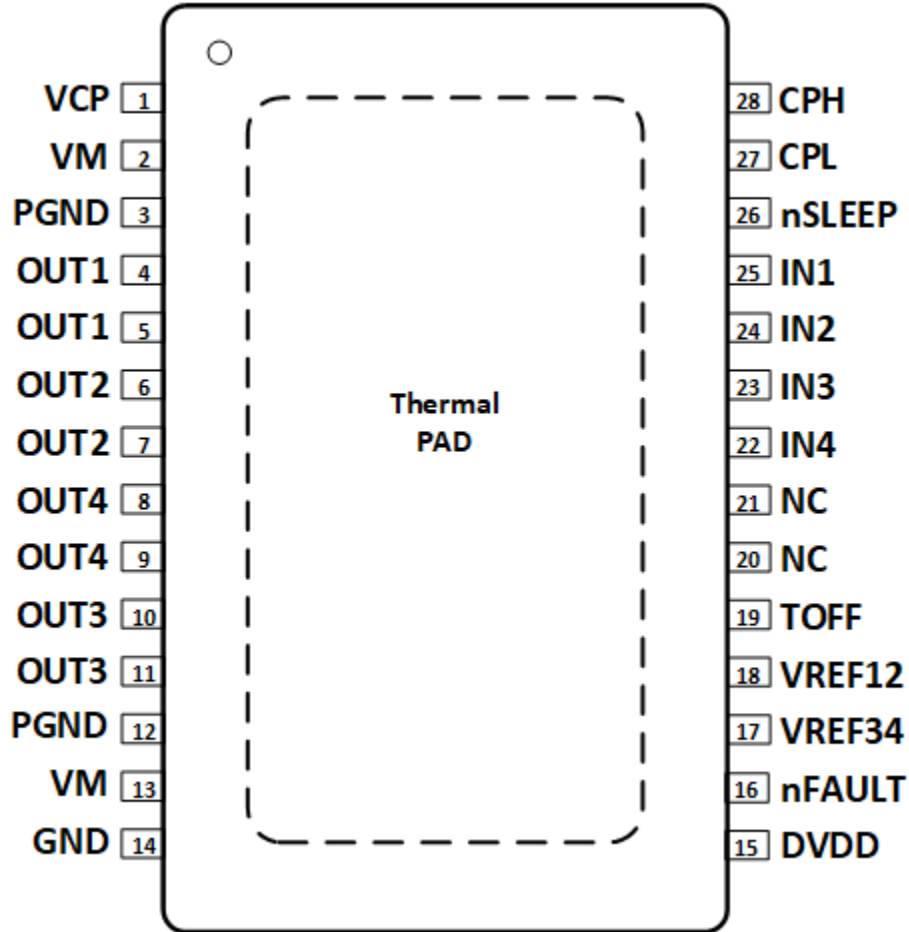 VCP 1 28 CPH
VM 2 27 CPL
PGND 3 26 nSLEEP
OUT1 4 25 IN1
OUT1 5 24 IN2
OUT2 6 23 IN3
Thermal
PAD
OUT2 7 22 IN4
OUT4 8 21 NC
OUT4 9 20 NC
OUT3 10 19 TOFF
OUT3 11 18 VREF12
PGND 12 17 VREF34
VM 13 16 nFAULT
GND 14 15 DVDD